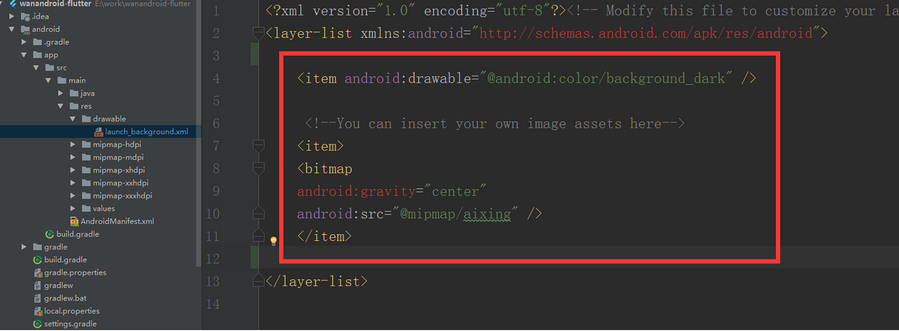 wanandroid-flutter E:\work\wanandroid-flutter
.idea
android
.gradle
app
src
main
java
res
drawable
launch_background.xml
mipmap-hdpi
mipmap-mdpi
mipmap-xhdpi
mipmap-xxhdpi
mipmap-xxxhdpi
values
AndroidManifest.xml
build.gradle
gradle
build.gradle
gradle.properties
gradlew
gradlew.bat
local.properties
settings.gradle
1 <?xml version="1.0" encoding="utf-8"?><!-- Modify this file to customize your la
2 <layer-list xmlns:android="http://schemas.android.com/apk/res/android">
3
4 <item android:drawable="@android:color/background_dark" />
5
6 <!--You can insert your own image assets here-->
7 <item>
8 <bitmap
9 android:gravity="center"
10 android:src="@mipmap/aixing" />
11 </item>
12
13 </layer-list>
14